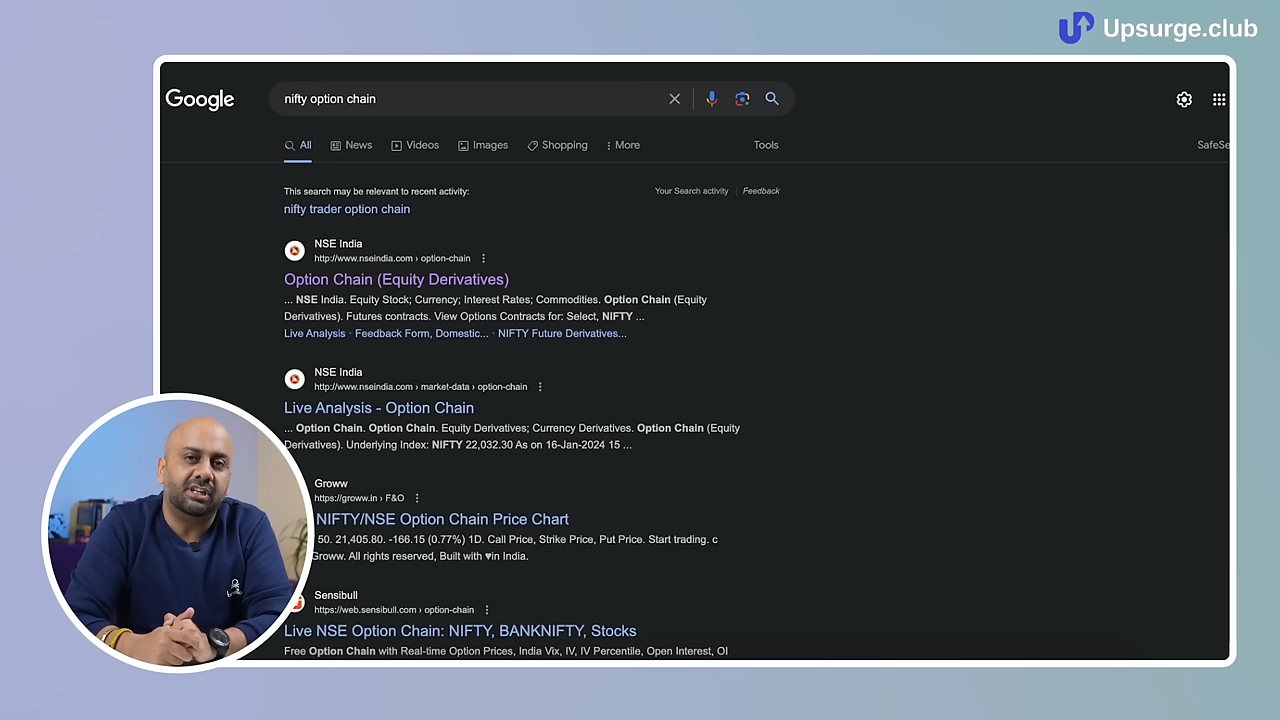 Upsurge.club
Google
nifty option chain
All News Videos Images Shopping More Tools SafeSe
This search may be relevant to recent activity: Your Search activity Feedback
nifty trader option chain
NSE India
http://www.nseindia.com › option-chain
Option Chain (Equity Derivatives)
... NSE India. Equity Stock; Currency; Interest Rates; Commodities. Option Chain (Equity
Derivatives). Futures contracts. View Options Contracts for: Select, NIFTY ...
Live Analysis · Feedback Form, Domestic... · NIFTY Future Derivatives...
NSE India
http://www.nseindia.com › market-data › option-chain
Live Analysis - Option Chain
... Option Chain. Option Chain. Equity Derivatives; Currency Derivatives. Option Chain (Equity
Derivatives). Underlying Index: NIFTY 22,032.30 As on 16-Jan-2024 15 ...
Groww
https://groww.in › F&O
NIFTY/NSE Option Chain Price Chart
50. 21,405.80. -166.15 (0.77%) 1D. Call Price, Strike Price, Put Price. Start trading. c
Groww. All rights reserved, Built with ♥in India.
Sensibull
https://web.sensibull.com › option-chain
Live NSE Option Chain: NIFTY, BANKNIFTY, Stocks
Free Option Chain with Real-time Option Prices, India Vix, IV, IV Percentile, Open Interest, OI